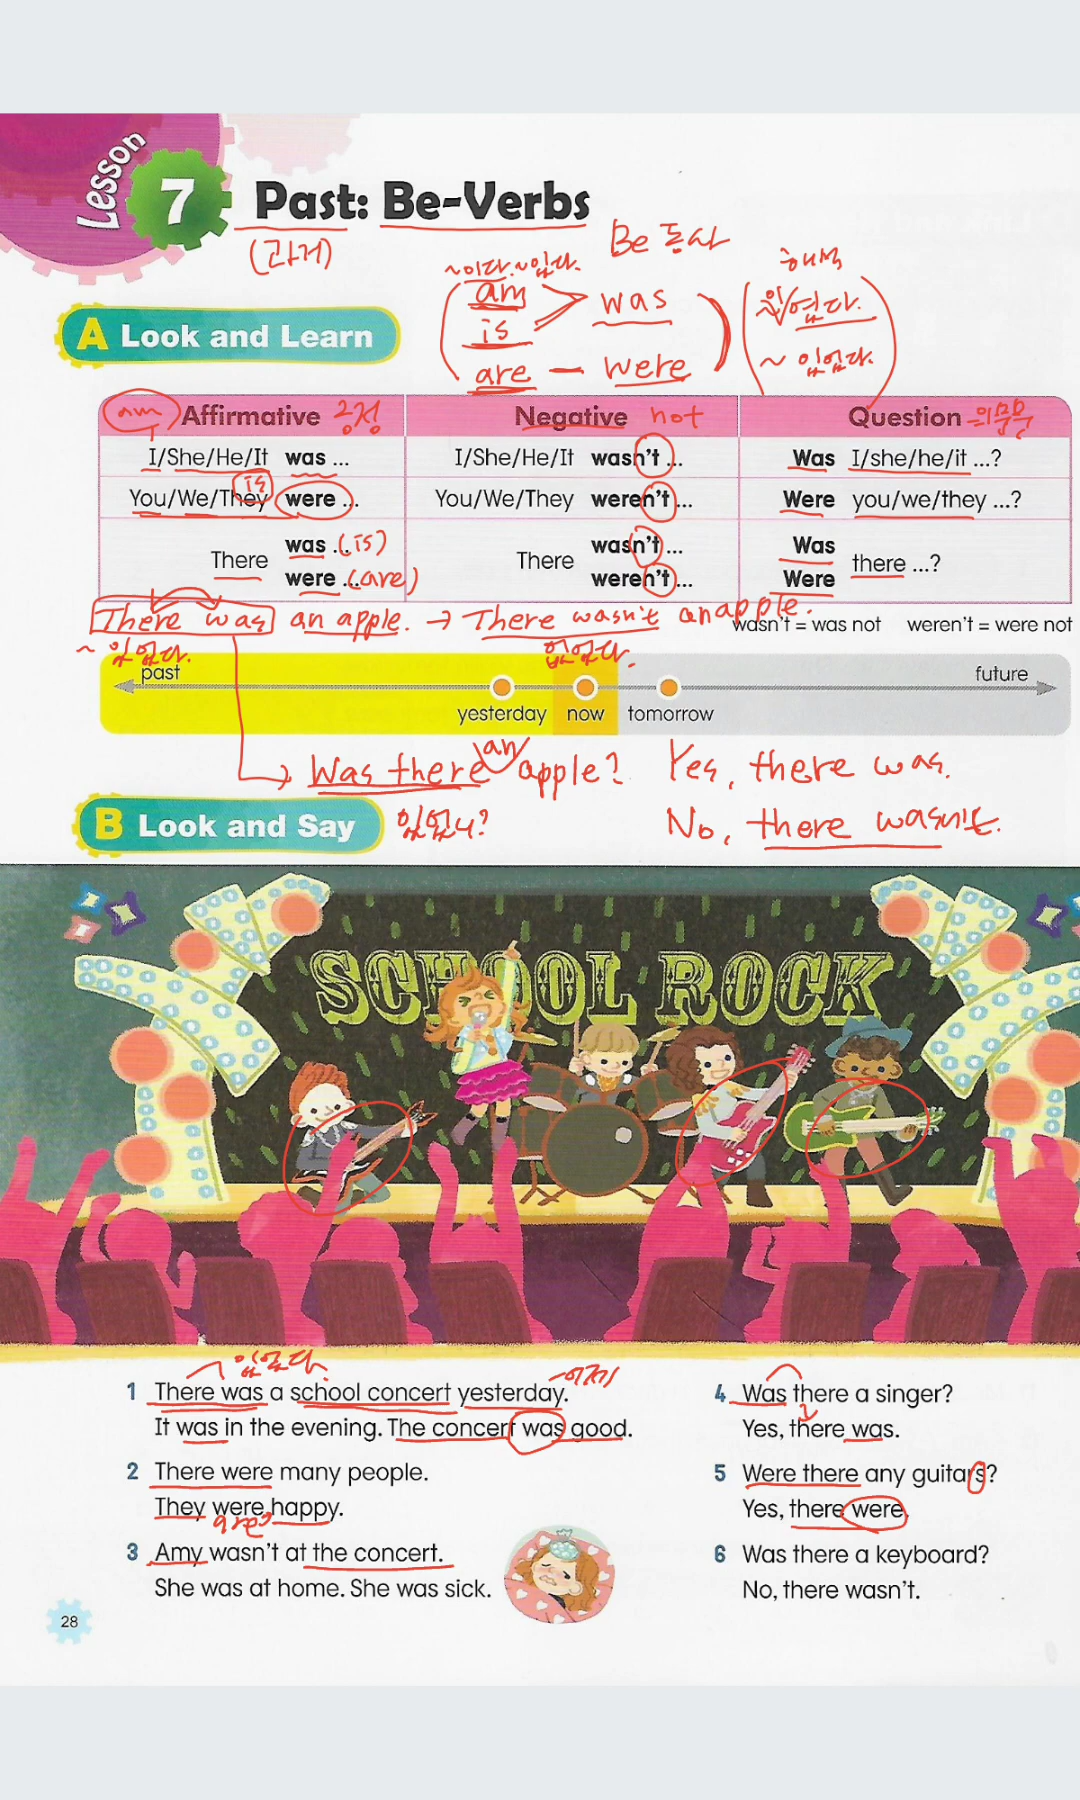 Lesson 7 Past: Be-Verbs
(과거)
Be 동사
~이다. ~있다.
해석
am
is
was
are — were
~이었다.
~ 있었다.
A Look and Learn
am Affirmative 긍정
Negative not
Question 의문문
I/She/He/It was ...
I/She/He/It wasn't ...
Was I/she/he/it ...?
is
You/We/They were ...
You/We/They weren't ...
Were you/we/they ...?
There was ... (is)
were ... (are)
There wasn't ...
weren't ...
Was
Were there ...?
There was an apple. → There wasn't an apple.
wasn't = was not weren't = were not
~ 있었다.
없었다.
past
future
yesterday now tomorrow
Was there an apple? Yes, there was.
B Look and Say
있었니?
No, there wasn't.
SCHOOL ROCK
있었다.
~어제
1 There was a school concert yesterday.
It was in the evening. The concert was good.
2 There were many people.
They were happy.
are
3 Amy wasn't at the concert.
She was at home. She was sick.
4 Was there a singer?
Yes, there was.
5 Were there any guitars?
Yes, there were.
6 Was there a keyboard?
No, there wasn't.
28